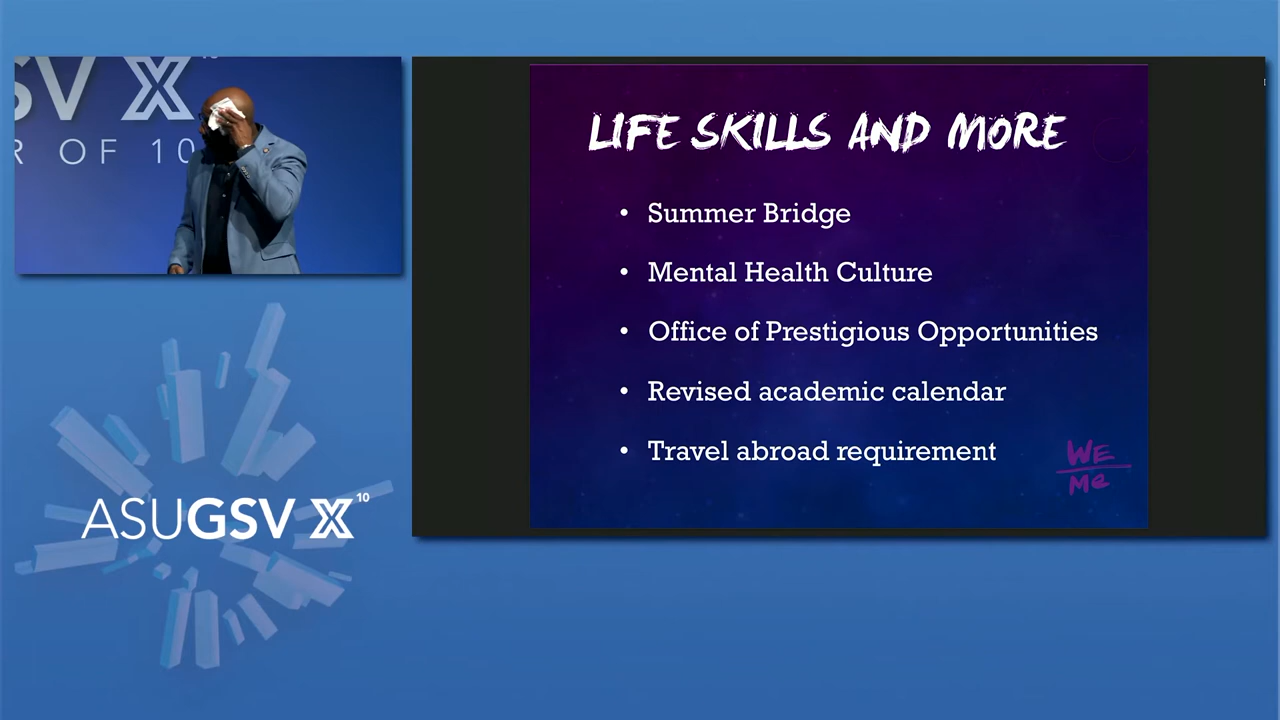 SV X
R OF 10
LIFE SKILLS AND MORE
• Summer Bridge
• Mental Health Culture
• Office of Prestigious Opportunities
• Revised academic calendar
• Travel abroad requirement
WE
Me
ASUGSV X10